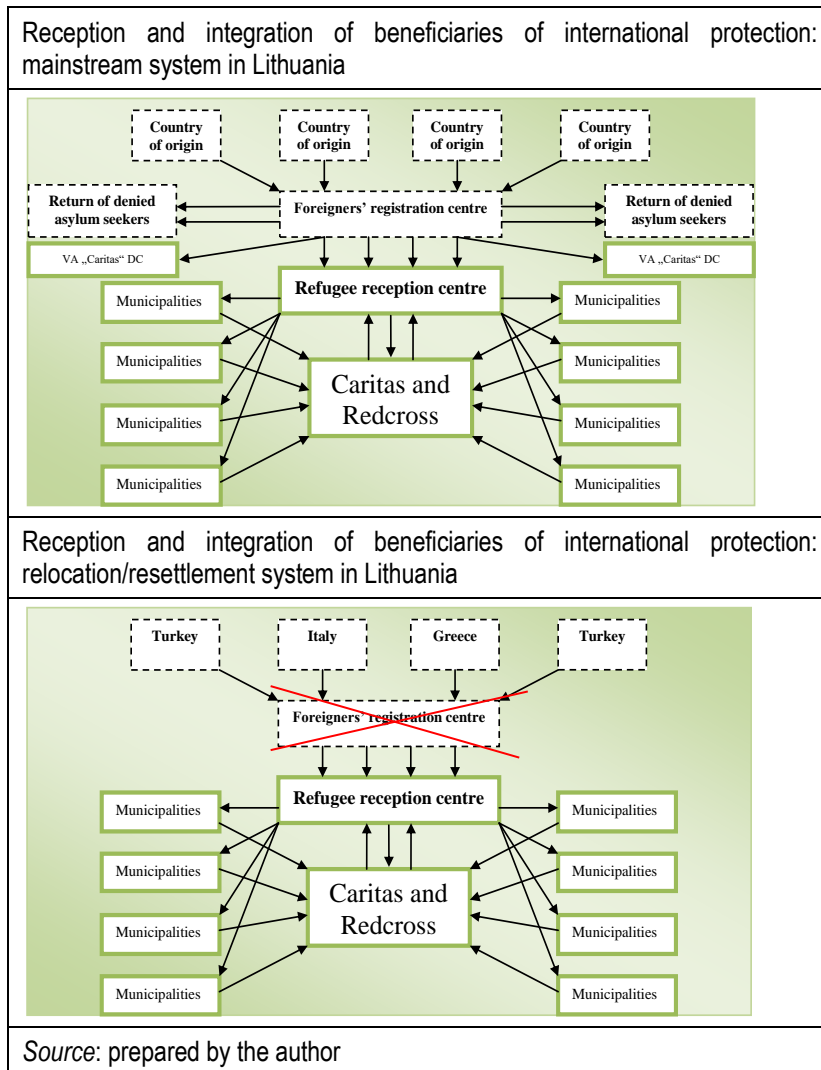 Reception and integration of beneficiaries of international protection:
mainstream system in Lithuania
Country
of origin
Country
of origin
Country
of origin
Country
of origin
Return of denied
asylum seekers
Foreigners' registration centre
Return of denied
asylum seekers
VA „Caritas“ DC
VA „Caritas“ DC
Refugee reception centre
Municipalities
Municipalities
Municipalities
Municipalities
Caritas and
Redcross
Municipalities
Municipalities
Municipalities
Municipalities
Reception and integration of beneficiaries of international protection:
relocation/resettlement system in Lithuania
Turkey
Italy
Greece
Turkey
Foreigners' registration centre
Refugee reception centre
Municipalities
Municipalities
Municipalities
Municipalities
Caritas and
Redcross
Municipalities
Municipalities
Municipalities
Municipalities
Source: prepared by the author